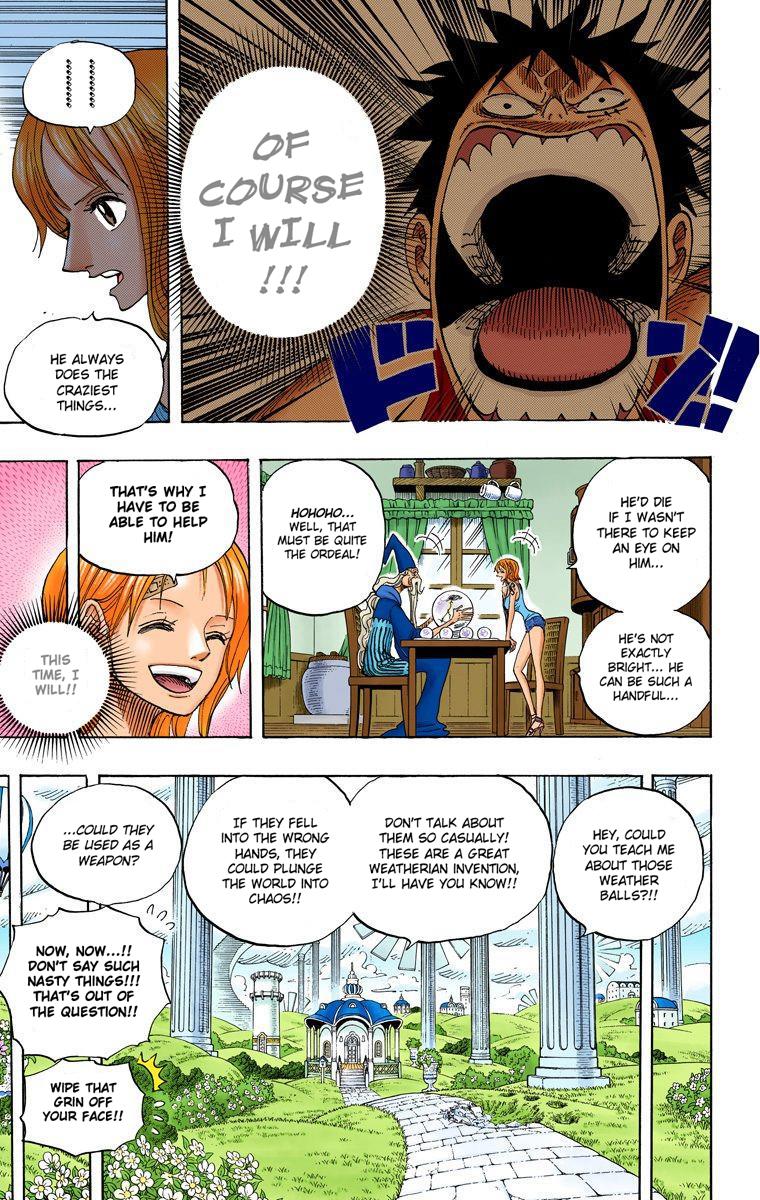 OF
COURSE
I WILL
!!!
ドン!!
!!
HE ALWAYS
DOES THE
CRAZIEST
THINGS...
HE'D DIE
IF I WASN'T
THERE TO KEEP
AN EYE ON
HIM...
HE'S NOT
EXACTLY
BRIGHT... HE
CAN BE SUCH A
HANDFUL...
HOHOHO...
WELL, THAT
MUST BE QUITE
THE ORDEAL!
THAT'S WHY I
HAVE TO BE
ABLE TO HELP
HIM!
THIS
TIME, I
WILL!!
HEY, COULD
YOU TEACH ME
ABOUT THOSE
WEATHER
BALLS?!!
DON'T TALK ABOUT
THEM SO CASUALLY!
THESE ARE A GREAT
WEATHERIAN INVENTION,
I'LL HAVE YOU KNOW!!
IF THEY FELL
INTO THE WRONG
HANDS, THEY
COULD PLUNGE
THE WORLD INTO
CHAOS!!
...COULD THEY
BE USED AS A
WEAPON?
NOW, NOW...!!
DON'T SAY SUCH
NASTY THINGS!!!
THAT'S OUT OF
THE QUESTION!!
WIPE THAT
GRIN OFF
YOUR FACE!!